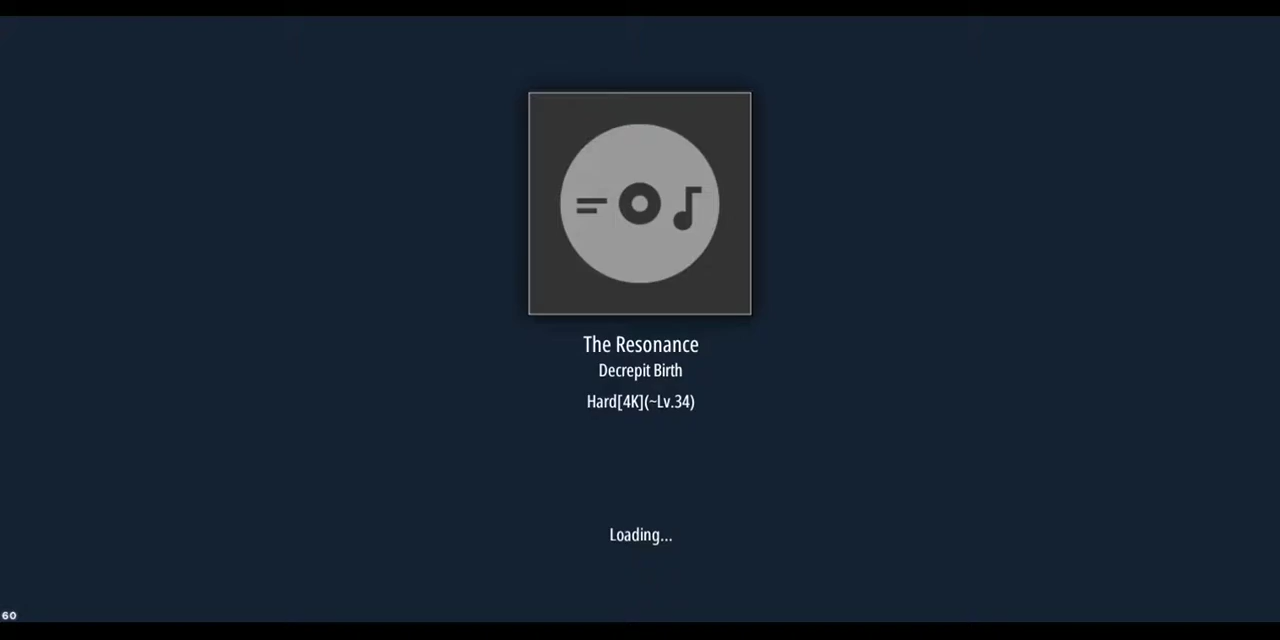 The Resonance
Decrepit Birth
Hard[4K](~Lv.34)
Loading...
60